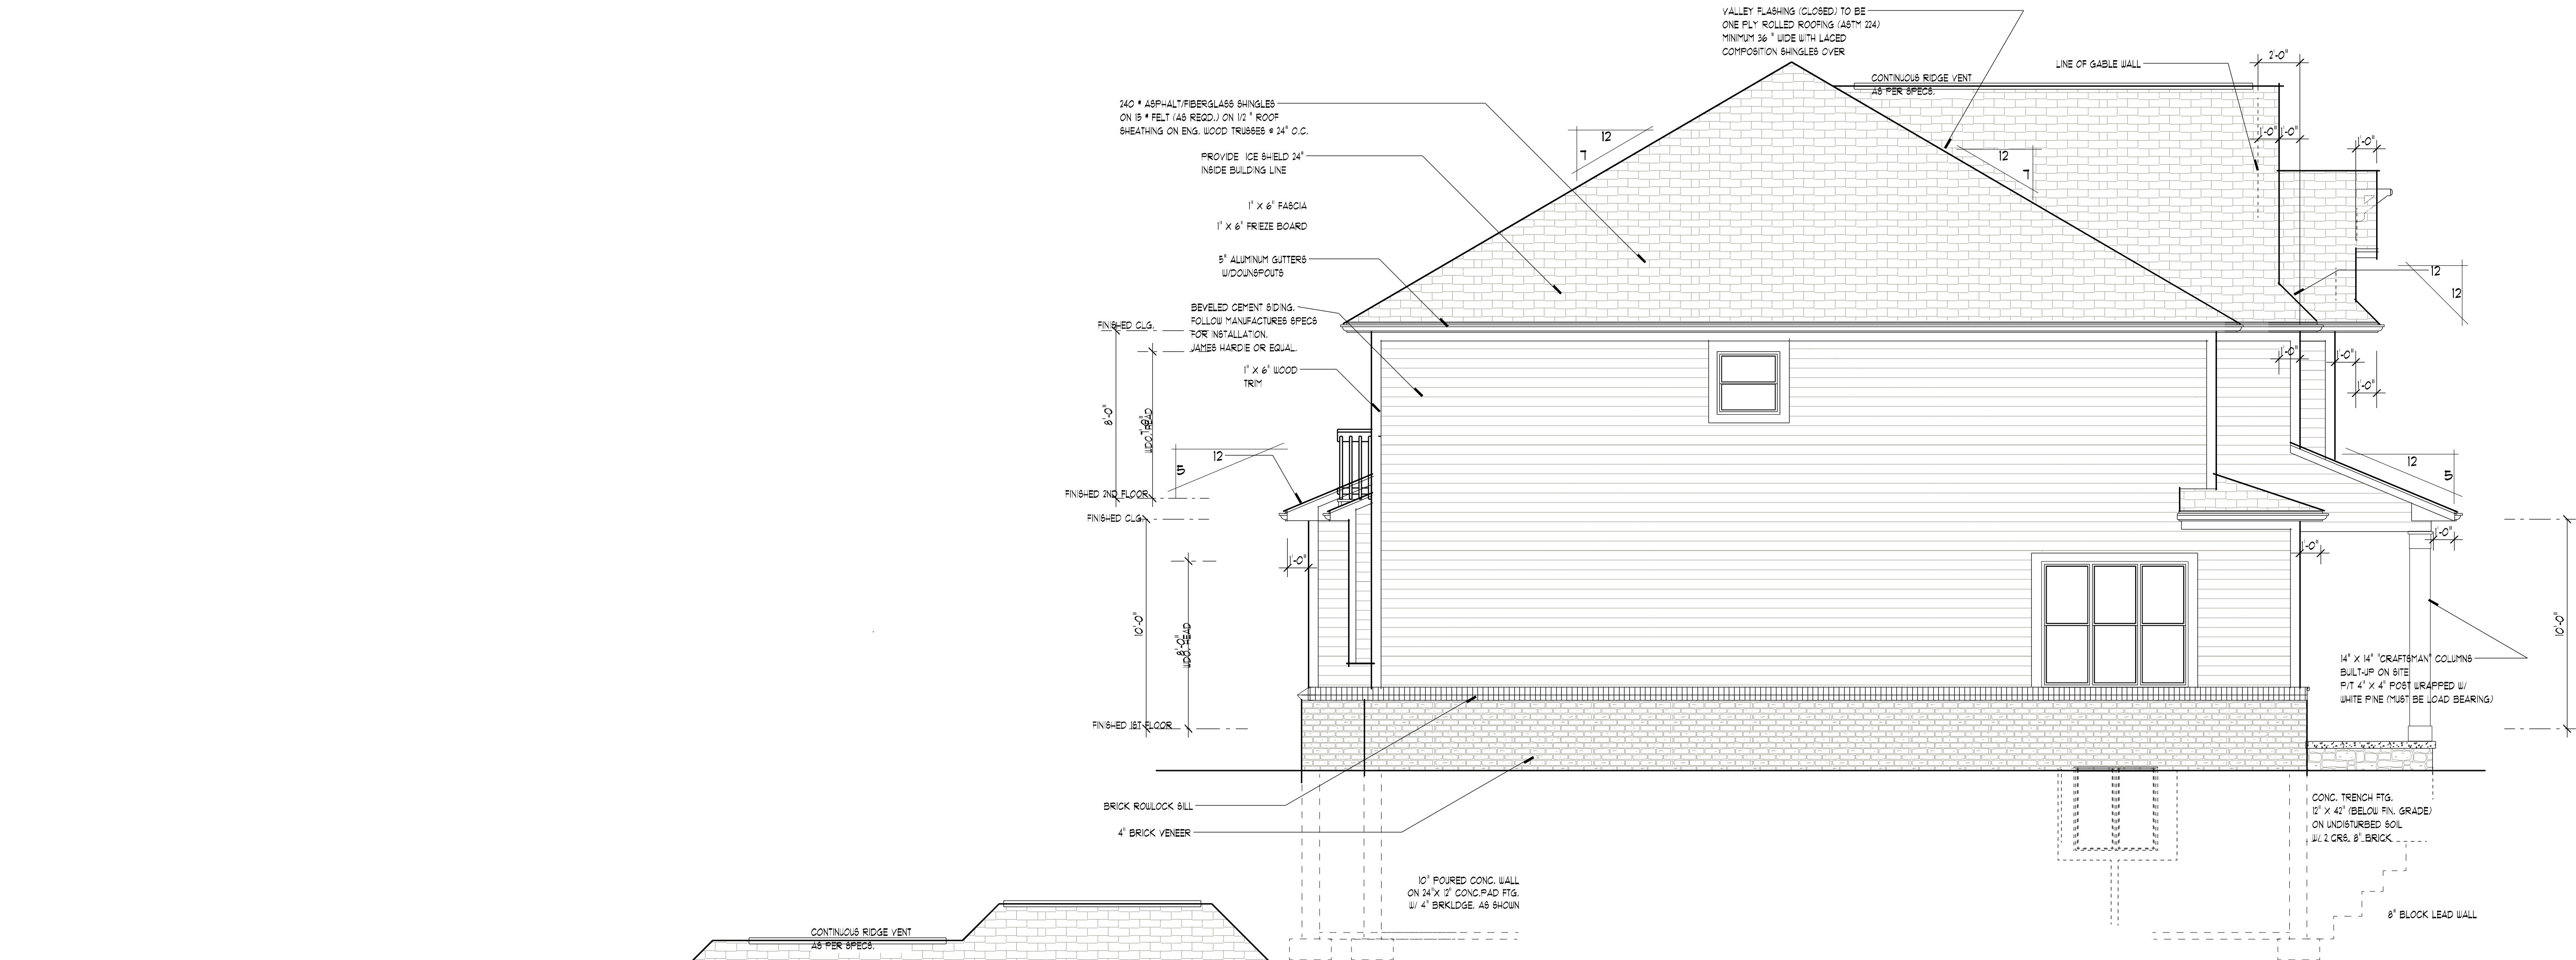 VALLEY FLASHING (CLOSED) TO BE
ONE PLY ROLLED ROOFING (ASTM 224)
MINIMUM 36 " WIDE WITH LACED
COMPOSITION SHINGLES OVER
LINE OF GABLE WALL
2'-0"
CONTINUOUS RIDGE VENT
AS PER SPECS.
240 # ASPHALT/FIBERGLASS SHINGLES
ON 15 # FELT (AS REQD.) ON 1/2 " ROOF
SHEATHING ON ENG. WOOD TRUSSES @ 24" O.C.
12
7
1'-0"
1'-0"
1'-0"
PROVIDE ICE SHIELD 24"
INSIDE BUILDING LINE
12
7
1" X 6" FASCIA
1" X 6" FRIEZE BOARD
5" ALUMINUM GUTTERS
W/DOWNSPOUTS
12
12
BEVELED CEMENT SIDING.
FOLLOW MANUFACTURES SPECS
FOR INSTALLATION.
JAMES HARDIE OR EQUAL.
FINISHED CLG.
1" X 6" WOOD
TRIM
1'-0"
1'-0"
1'-0"
8'-0"
7'-0"
WDO. HEAD
12
5
12
5
FINISHED 2ND FLOOR
FINISHED CLG.
1'-0"
1'-0"
1'-0"
10'-0"
8'-0"
WDO. HEAD
10'-0"
14" X 14" "CRAFTSMAN" COLUMNS
BUILT-UP ON SITE
P/T 4" X 4" POST WRAPPED W/
WHITE PINE (MUST BE LOAD BEARING)
FINISHED 1ST FLOOR
BRICK ROWLOCK SILL
4" BRICK VENEER
CONC. TRENCH FTG.
12" X 42" (BELOW FIN. GRADE)
ON UNDISTURBED SOIL
W/ 2 CRS. 8" BRICK
10" POURED CONC. WALL
ON 24"X 12" CONC.PAD FTG.
W/ 4" BRKLDGE. AS SHOWN
8" BLOCK LEAD WALL
CONTINUOUS RIDGE VENT
AS PER SPECS.